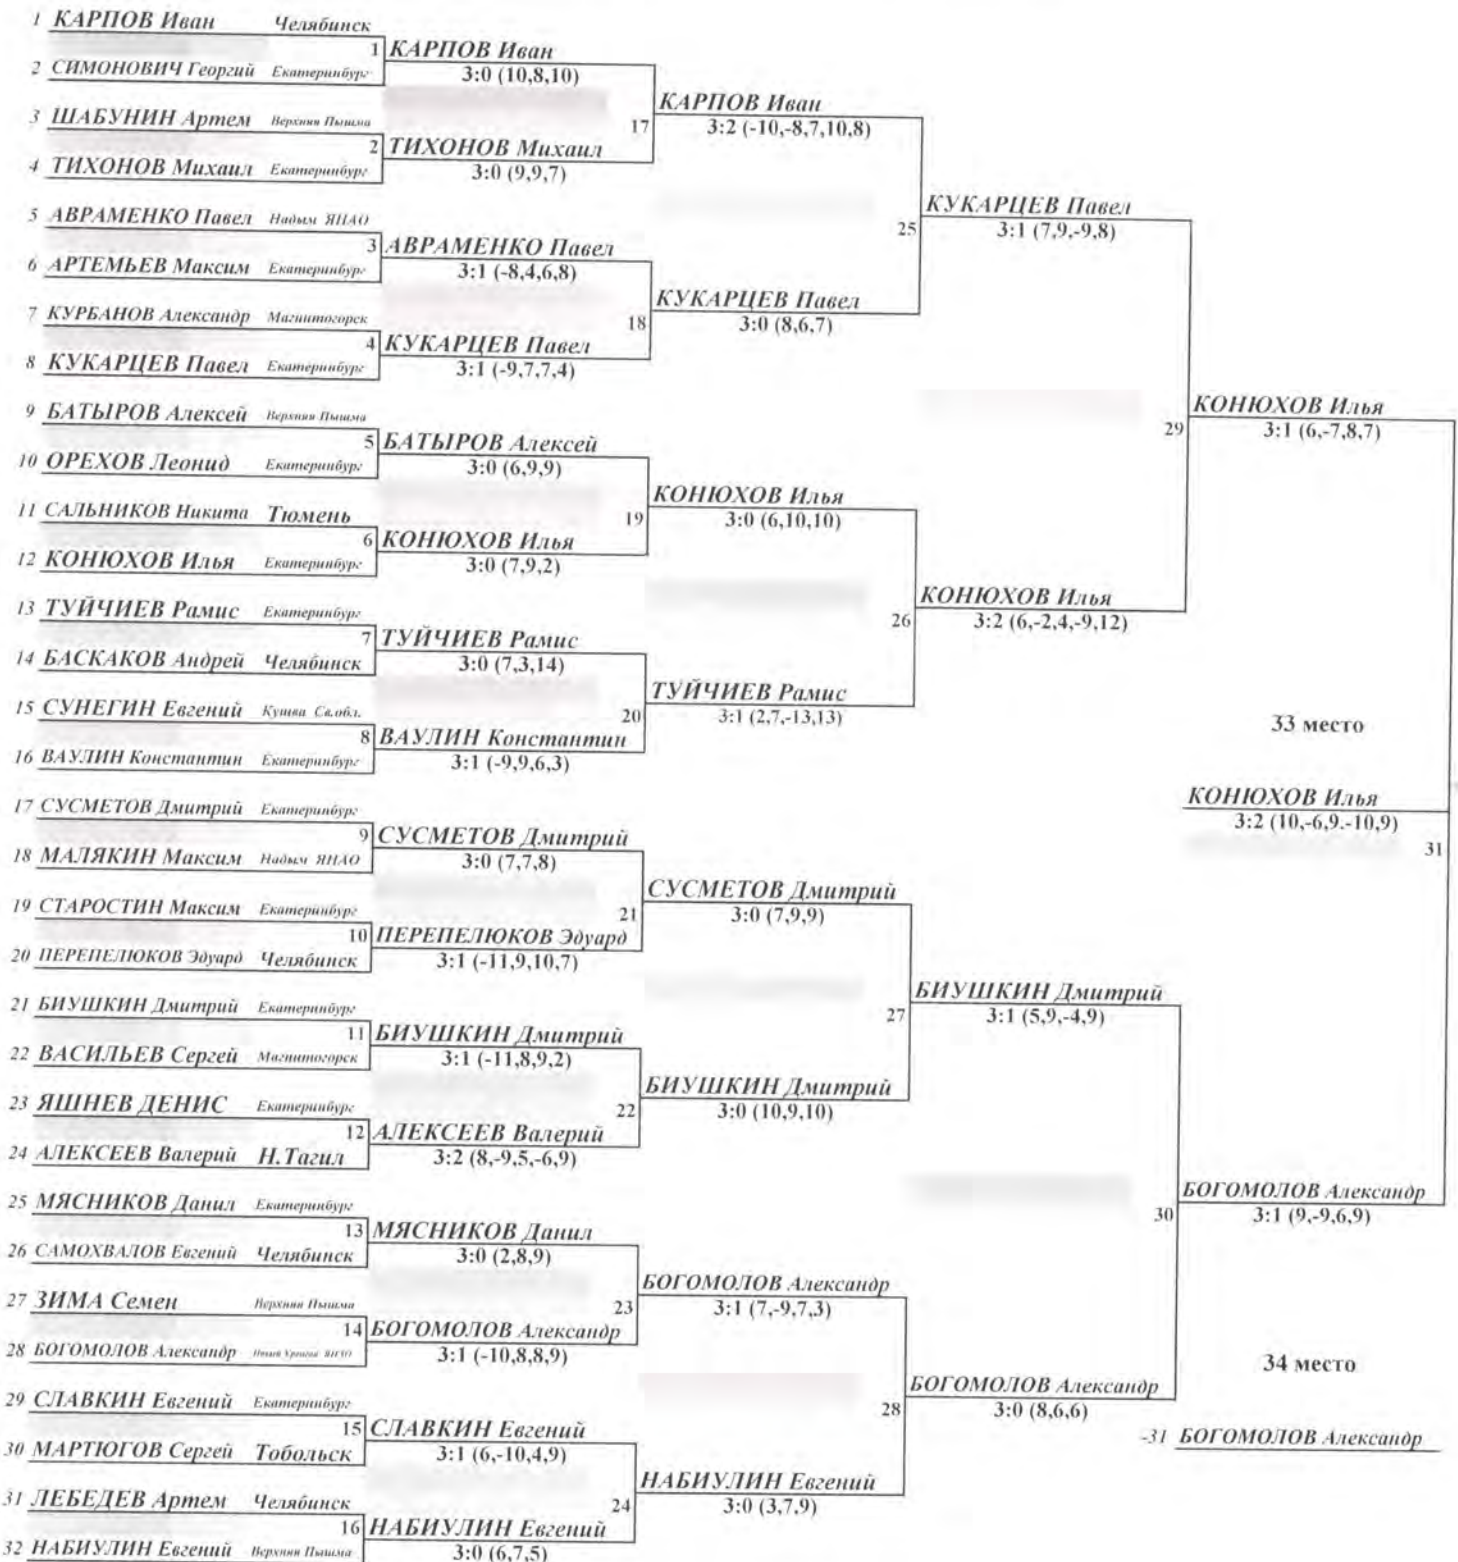 1 КАРПОВ Иван Челябинск
1 КАРПОВ Иван
2 СИМОНОВИЧ Георгий Екатеринбург
3:0 (10,8,10)
КАРПОВ Иван
3 ШАБУНИН Артем Верхняя Пышма
17
3:2 (-10,-8,7,10,8)
2 ТИХОНОВ Михаил
4 ТИХОНОВ Михаил Екатеринбург
3:0 (9,9,7)
КУКАРЦЕВ Павел
5 АВРАМЕНКО Павел Надым ЯНАО
25
3:1 (7,9,-9,8)
3 АВРАМЕНКО Павел
6 АРТЕМЬЕВ Максим Екатеринбург
3:1 (-8,4,6,8)
КУКАРЦЕВ Павел
7 КУРБАНОВ Александр Магнитогорск
18
3:0 (8,6,7)
4 КУКАРЦЕВ Павел
8 КУКАРЦЕВ Павел Екатеринбург
3:1 (-9,7,7,4)
КОНЮХОВ Илья
9 БАТЫРОВ Алексей Верхняя Пышма
29
3:1 (6,-7,8,7)
5 БАТЫРОВ Алексей
10 ОРЕХОВ Леонид Екатеринбург
3:0 (6,9,9)
КОНЮХОВ Илья
11 САЛЬНИКОВ Никита Тюмень
19
3:0 (6,10,10)
6 КОНЮХОВ Илья
12 КОНЮХОВ Илья Екатеринбург
3:0 (7,9,2)
КОНЮХОВ Илья
13 ТУЙЧИЕВ Рамис Екатеринбург
26
3:2 (6,-2,4,-9,12)
7 ТУЙЧИЕВ Рамис
14 БАСКАКОВ Андрей Челябинск
3:0 (7,3,14)
ТУЙЧИЕВ Рамис
15 СУНЕГИН Евгений Кушва Св.обл.
20
3:1 (2,7,-13,13)
33 место
8 ВАУЛИН Константин
16 ВАУЛИН Константин Екатеринбург
3:1 (-9,9,6,3)
КОНЮХОВ Илья
17 СУСМЕТОВ Дмитрий Екатеринбург
3:2 (10,-6,9.-10,9)
9 СУСМЕТОВ Дмитрий
31
18 МАЛЯКИН Максим Надым ЯНАО
3:0 (7,7,8)
СУСМЕТОВ Дмитрий
19 СТАРОСТИН Максим Екатеринбург
21
3:0 (7,9,9)
10 ПЕРЕПЕЛЮКОВ Эдуард
20 ПЕРЕПЕЛЮКОВ Эдуард Челябинск
3:1 (-11,9,10,7)
БИУШКИН Дмитрий
21 БИУШКИН Дмитрий Екатеринбург
27
3:1 (5,9,-4,9)
11 БИУШКИН Дмитрий
22 ВАСИЛЬЕВ Сергей Магнитогорск
3:1 (-11,8,9,2)
БИУШКИН Дмитрий
23 ЯШНЕВ ДЕНИС Екатеринбург
22
3:0 (10,9,10)
12 АЛЕКСЕЕВ Валерий
24 АЛЕКСЕЕВ Валерий Н.Тагил
3:2 (8,-9,5,-6,9)
БОГОМОЛОВ Александр
25 МЯСНИКОВ Данил Екатеринбург
30
3:1 (9,-9,6,9)
13 МЯСНИКОВ Данил
26 САМОХВАЛОВ Евгений Челябинск
3:0 (2,8,9)
БОГОМОЛОВ Александр
27 ЗИМА Семен Верхняя Пышма
23
3:1 (7,-9,7,3)
14 БОГОМОЛОВ Александр
28 БОГОМОЛОВ Александр Новый Уренгой ЯНАО
3:1 (-10,8,8,9)
34 место
БОГОМОЛОВ Александр
29 СЛАВКИН Евгений Екатеринбург
28
3:0 (8,6,6)
15 СЛАВКИН Евгений
-31 БОГОМОЛОВ Александр
30 МАРТЮГОВ Сергей Тобольск
3:1 (6,-10,4,9)
НАБИУЛИН Евгений
31 ЛЕБЕДЕВ Артем Челябинск
24
3:0 (3,7,9)
16 НАБИУЛИН Евгений
32 НАБИУЛИН Евгений Верхняя Пышма
3:0 (6,7,5)